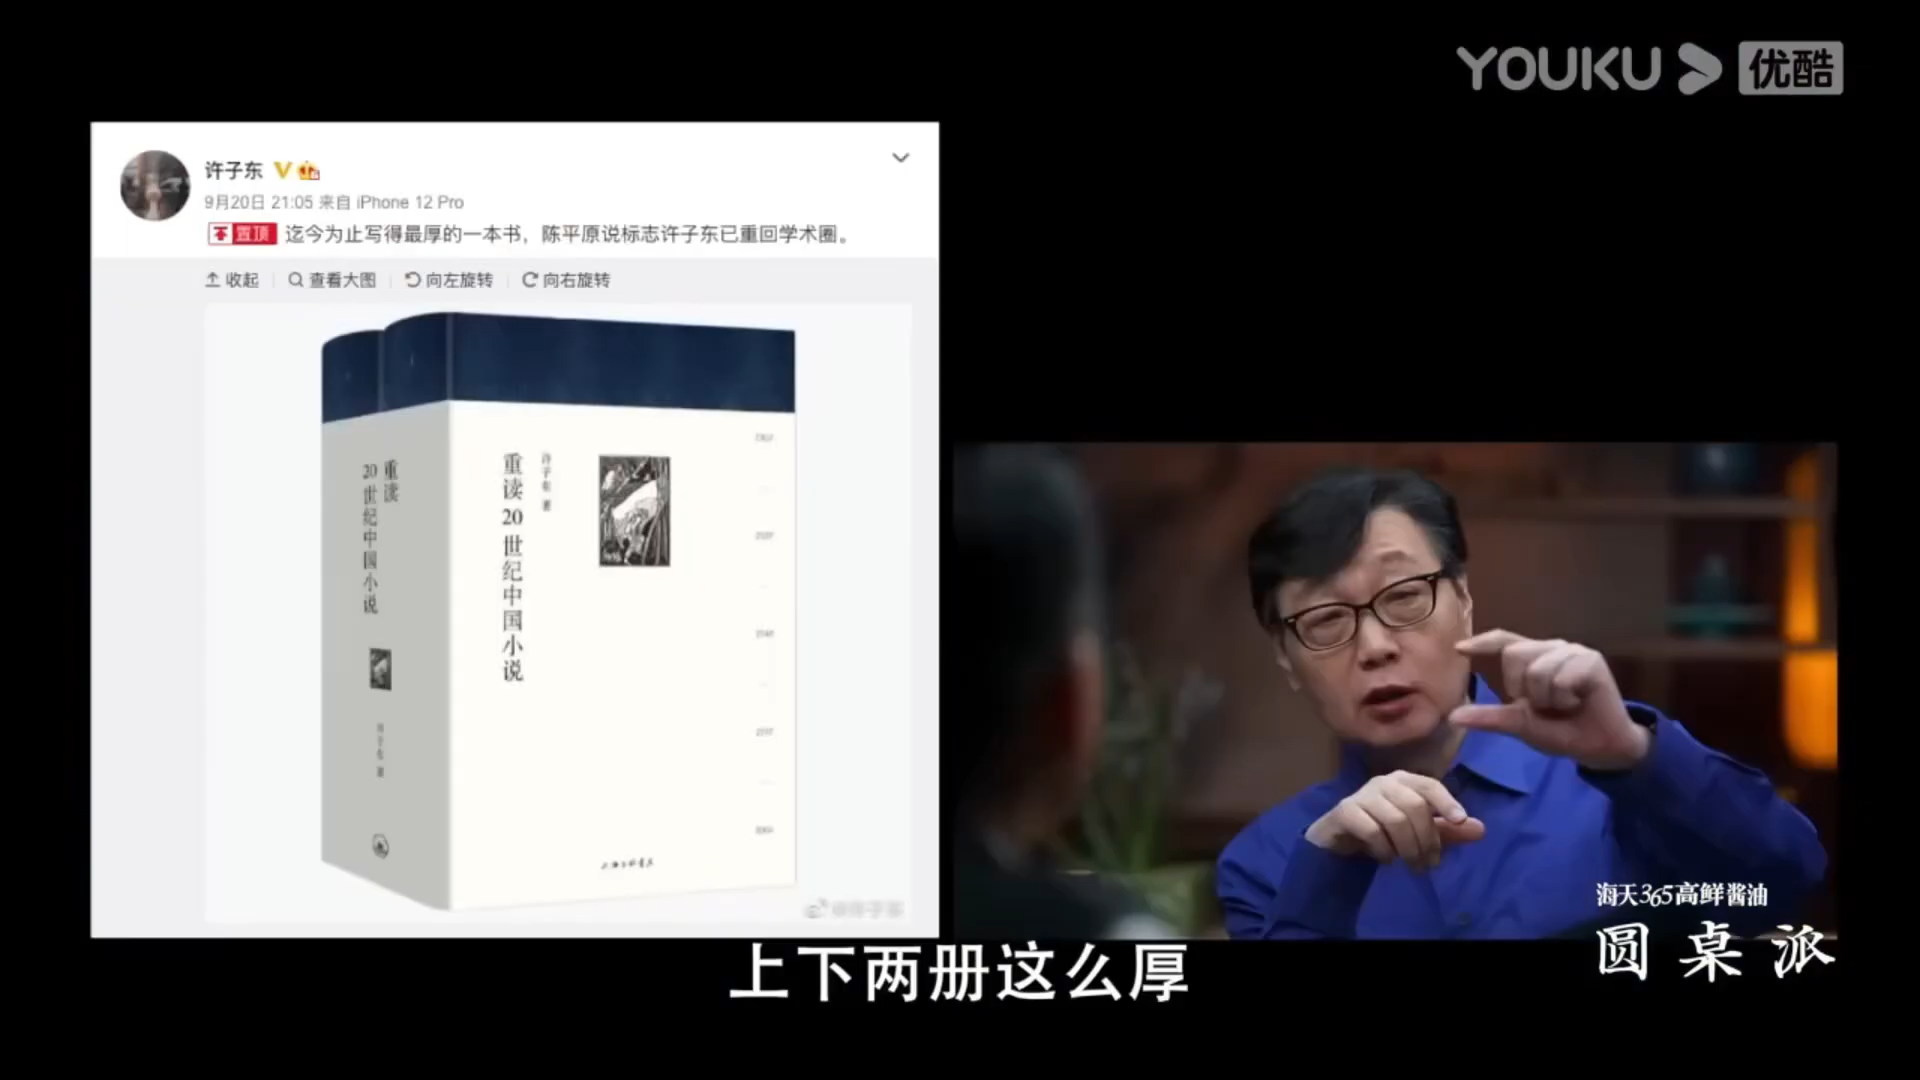 YOUKU 优酷
许子东
9月20日 21:05 来自 iPhone 12 Pro
置顶 迄今为止写得最厚的一本书，陈平原说标志许子东已重回学术圈。
收起 查看大图 向左旋转 向右旋转
重读
20世纪中国小说
许子东 著
重读20世纪中国小说
许子东 著
@许子东
海天365高鲜酱油
圆桌派
上下两册这么厚